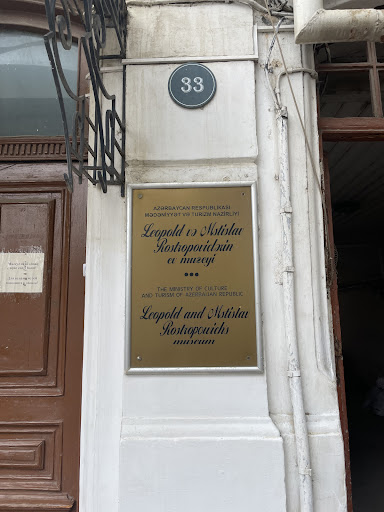 33
AZƏRBAYCAN RESPUBLİKASI
MƏDƏNİYYƏT VƏ TURİZM NAZİRLİYİ
Leopold və Mstislav
Rostropoviçlərin
ev muzeyi
THE MINISTRY OF CULTURE
AND TURISM OF AZERBAIJAN REPUBLIC
Leopold and Mstislav
Rostropovichs
museum